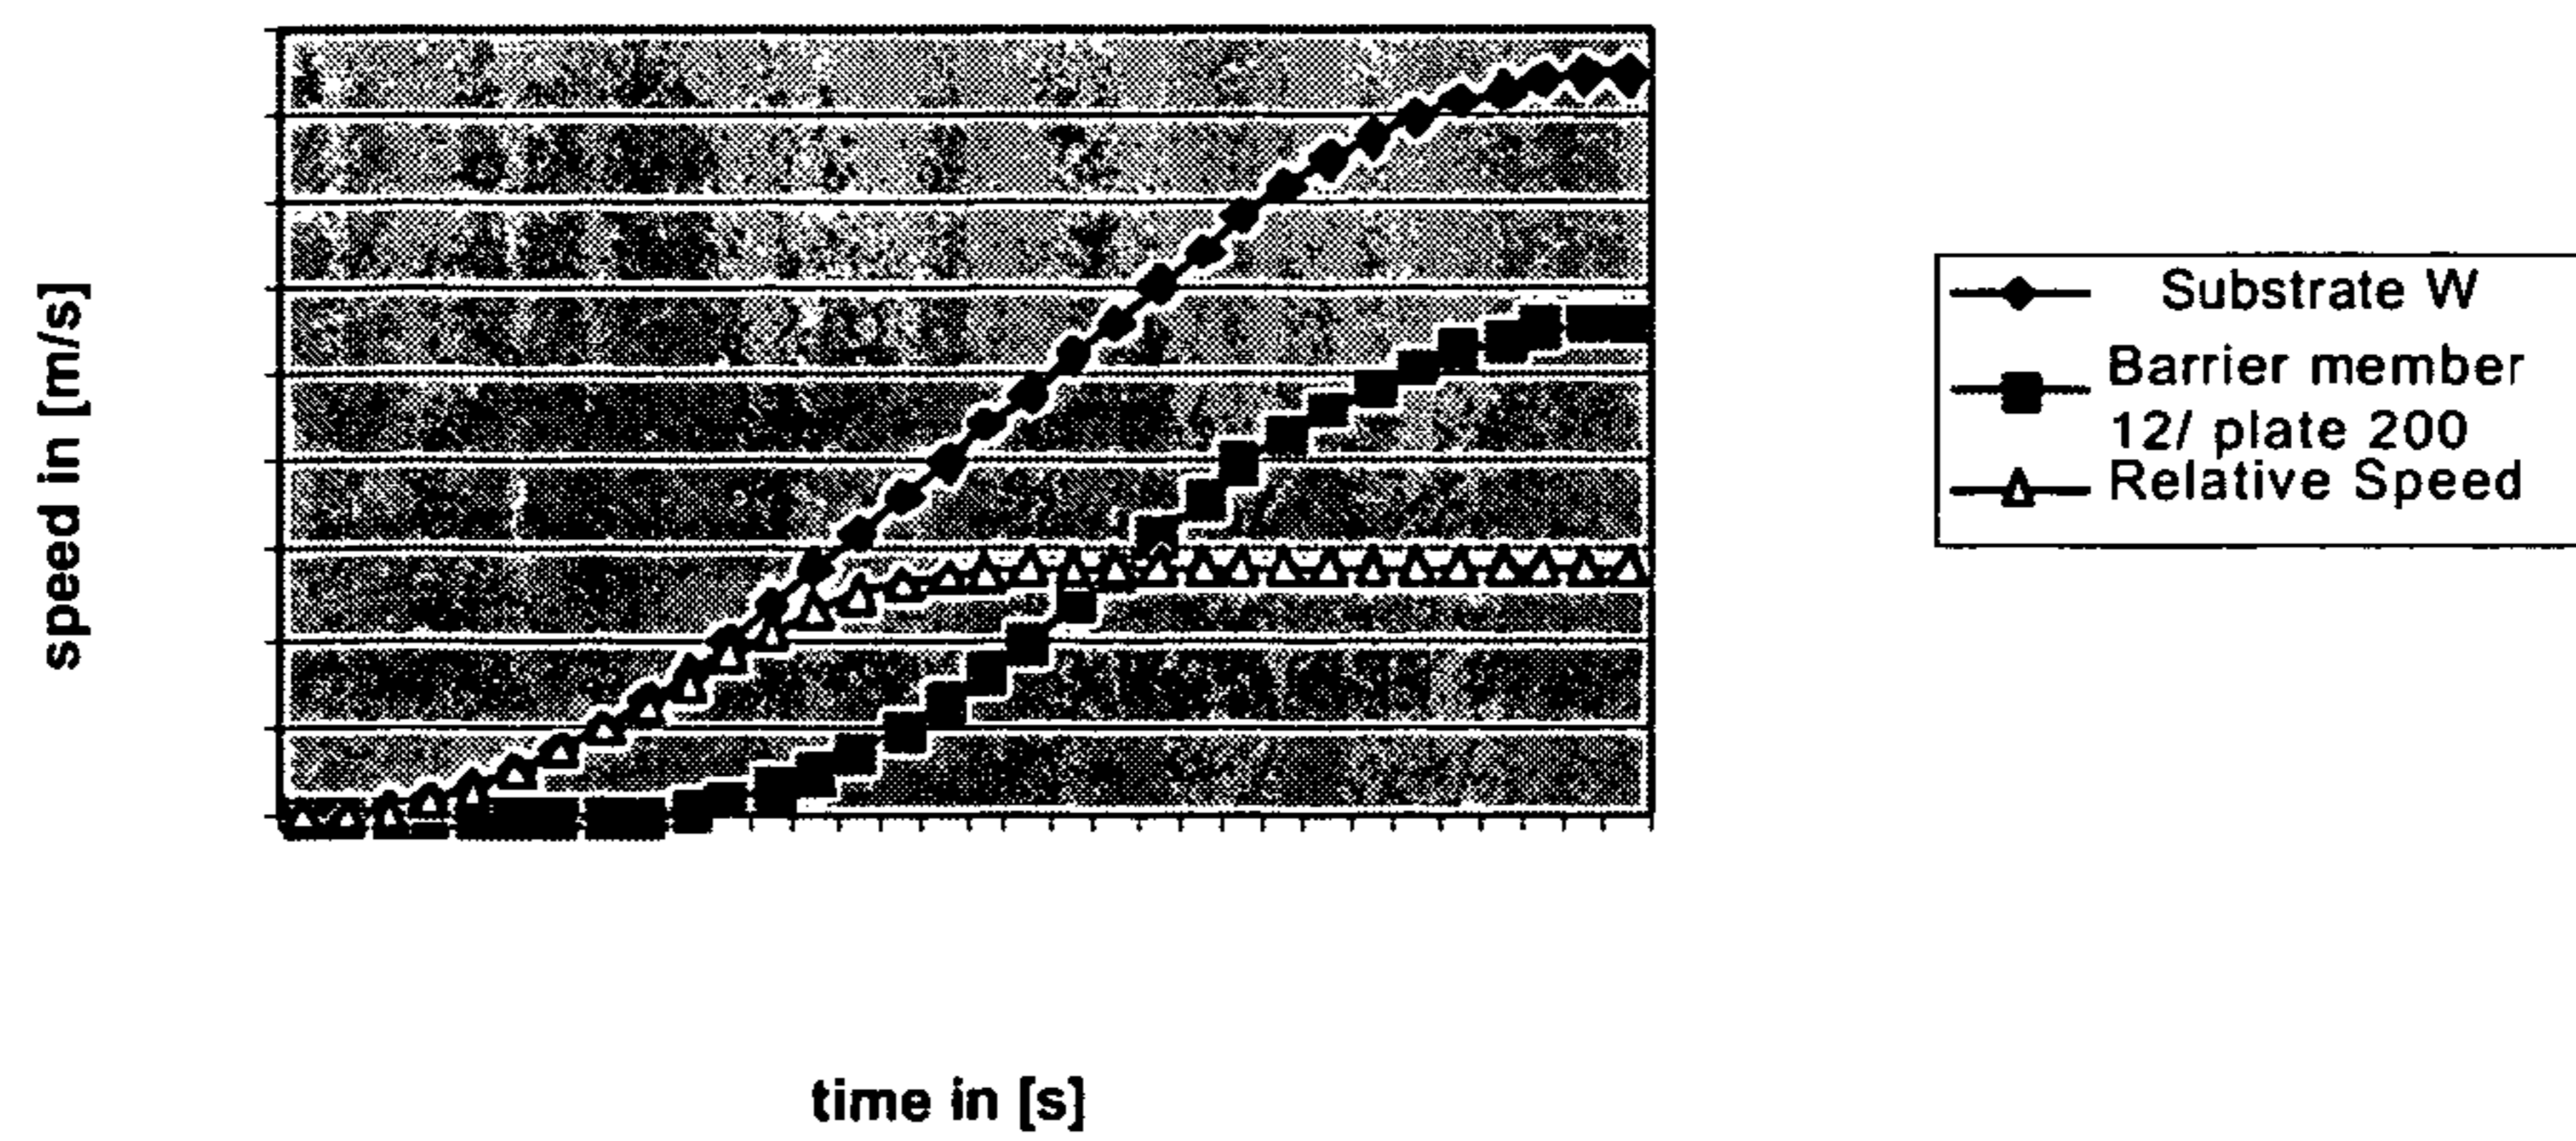 speed in [m/s]
Substrate W
Barrier member
12/ plate 200
Relative Speed
time in [s]